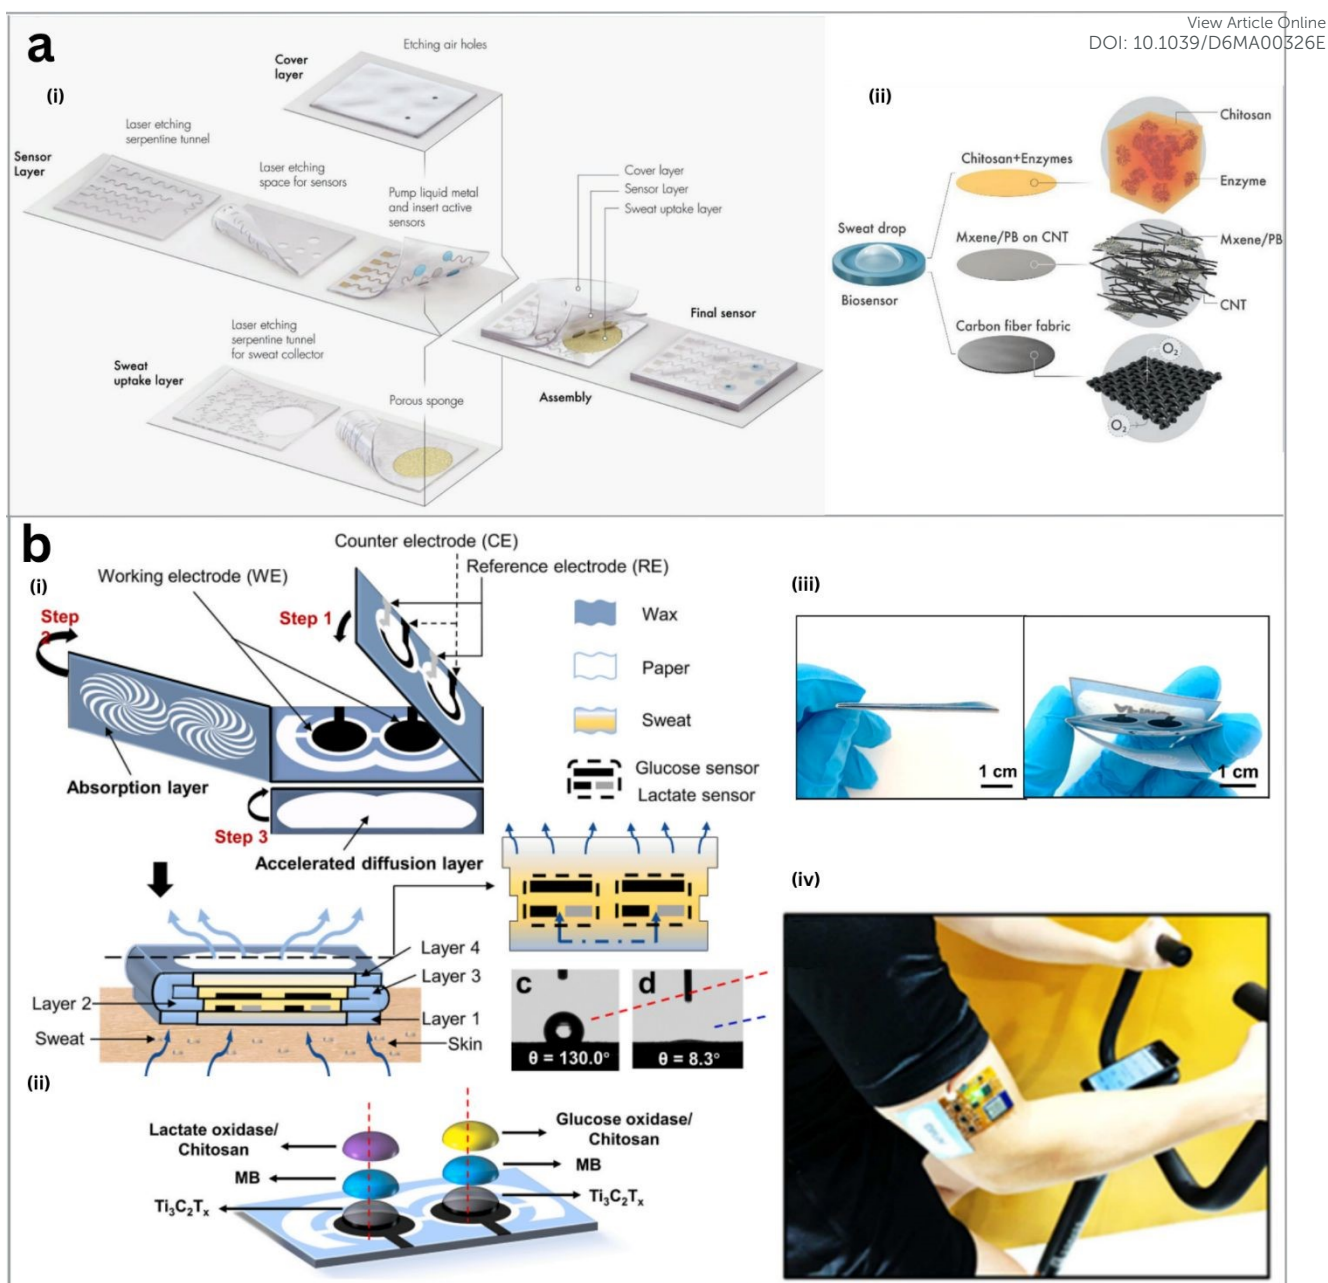 View Article Online
DOI: 10.1039/D6MA00326E
a
(i)
Cover
layer
Etching air holes
Sensor
Layer
Laser etching
serpentine tunnel
Laser etching
space for sensors
Pump liquid metal
and insert active
sensors
Cover layer
Sensor Layer
Sweat uptake layer
Final sensor
Assembly
Sweat
uptake layer
Laser etching
serpentine tunnel
for sweat collector
Porous sponge
(ii)
Sweat drop
Biosensor
Chitosan+Enzymes
Chitosan
Enzyme
Mxene/PB on CNT
Mxene/PB
CNT
Carbon fiber fabric
O₂
O₂
b
(i)
Counter electrode (CE)
Reference electrode (RE)
Working electrode (WE)
Step 1
Step
2
Absorption layer
Step 3
Accelerated diffusion layer
Wax
Paper
Sweat
Glucose sensor
Lactate sensor
Layer 4
Layer 3
Layer 2
Layer 1
Sweat
Skin
c
θ = 130.0°
d
θ = 8.3°
(ii)
Lactate oxidase/
Chitosan
MB
Ti₃C₂Tₓ
Glucose oxidase/
Chitosan
MB
Ti₃C₂Tₓ
(iii)
1 cm
1 cm
(iv)